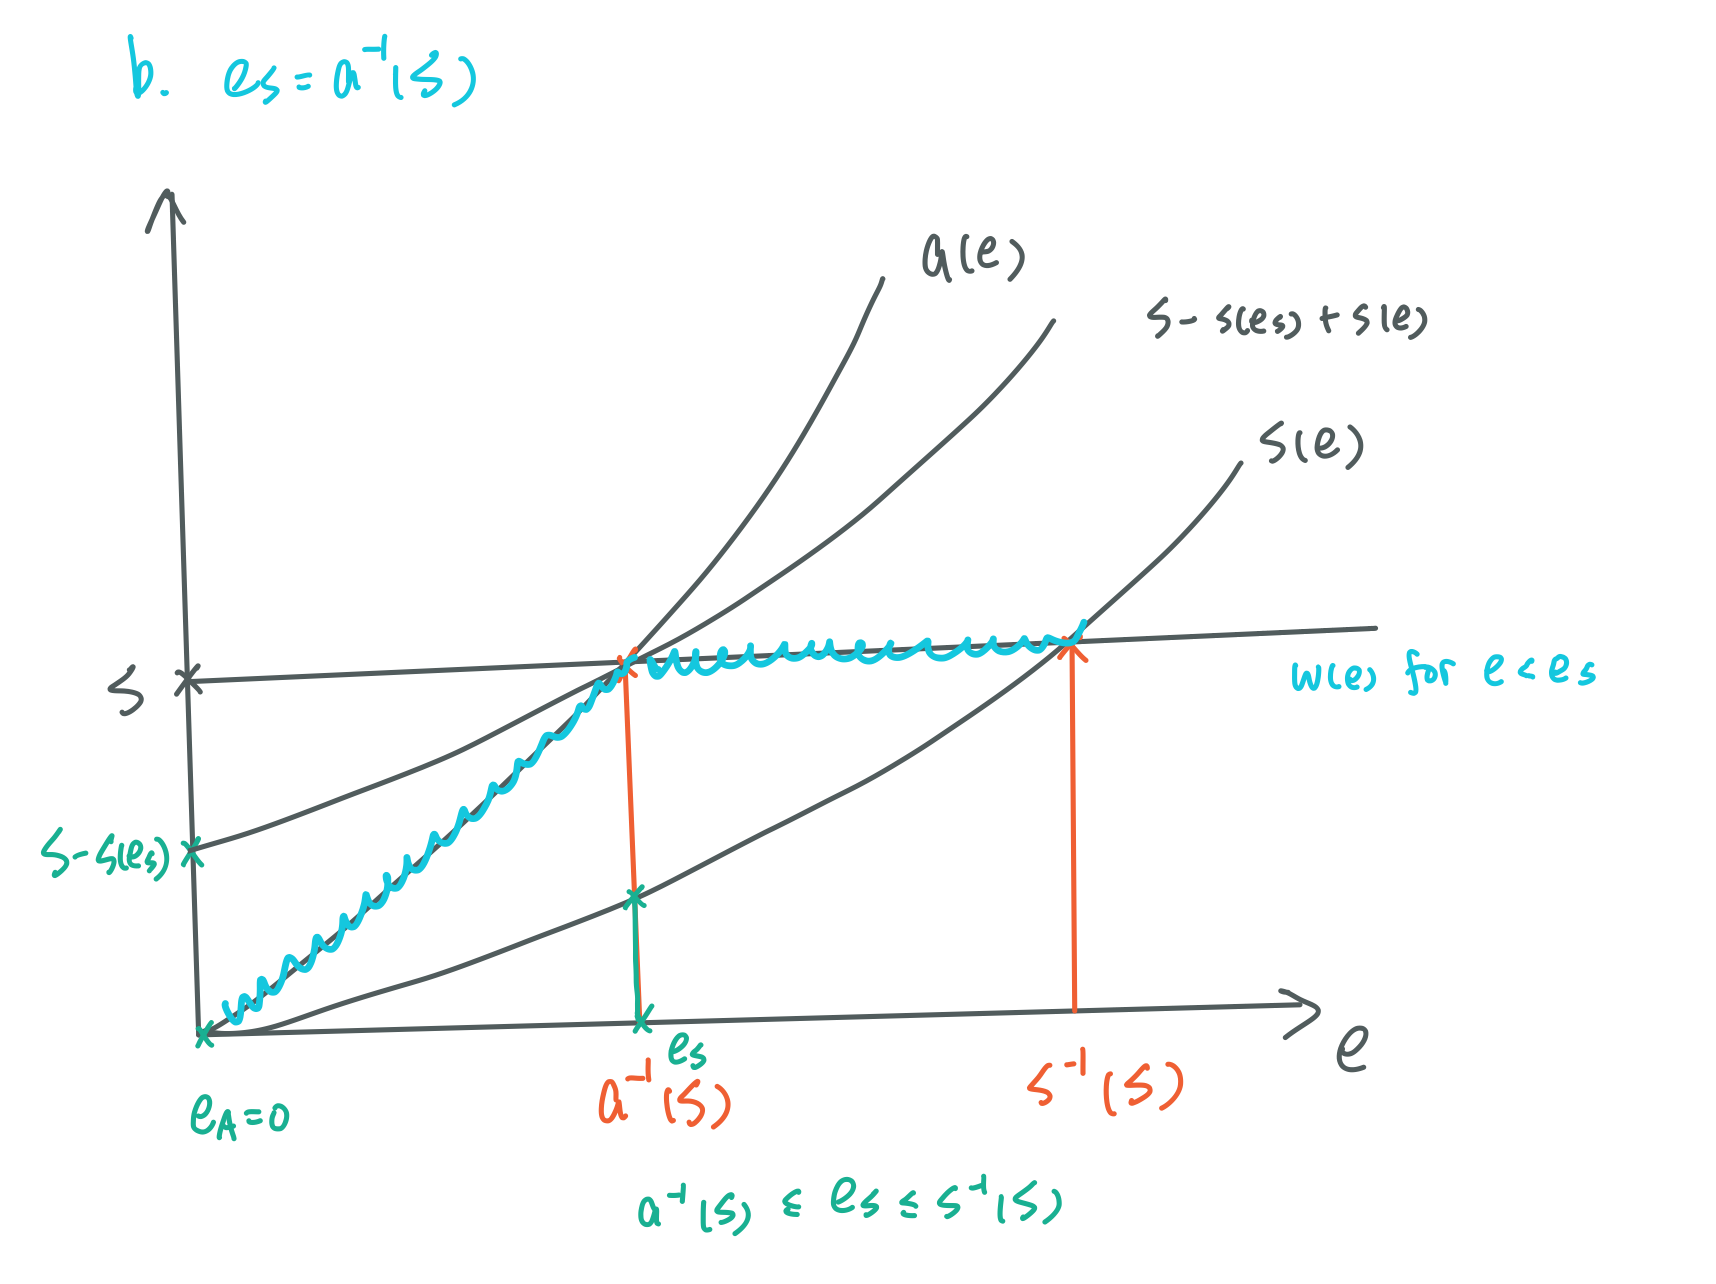 b. es = a⁻¹(S)
a(e)
S - s(es) + s(e)
s(e)
S
w(e) for e < es
S - s(es)
e
es
eA = 0
a⁻¹(S)
s⁻¹(S)
a⁻¹(S) ≤ es ≤ s⁻¹(S)